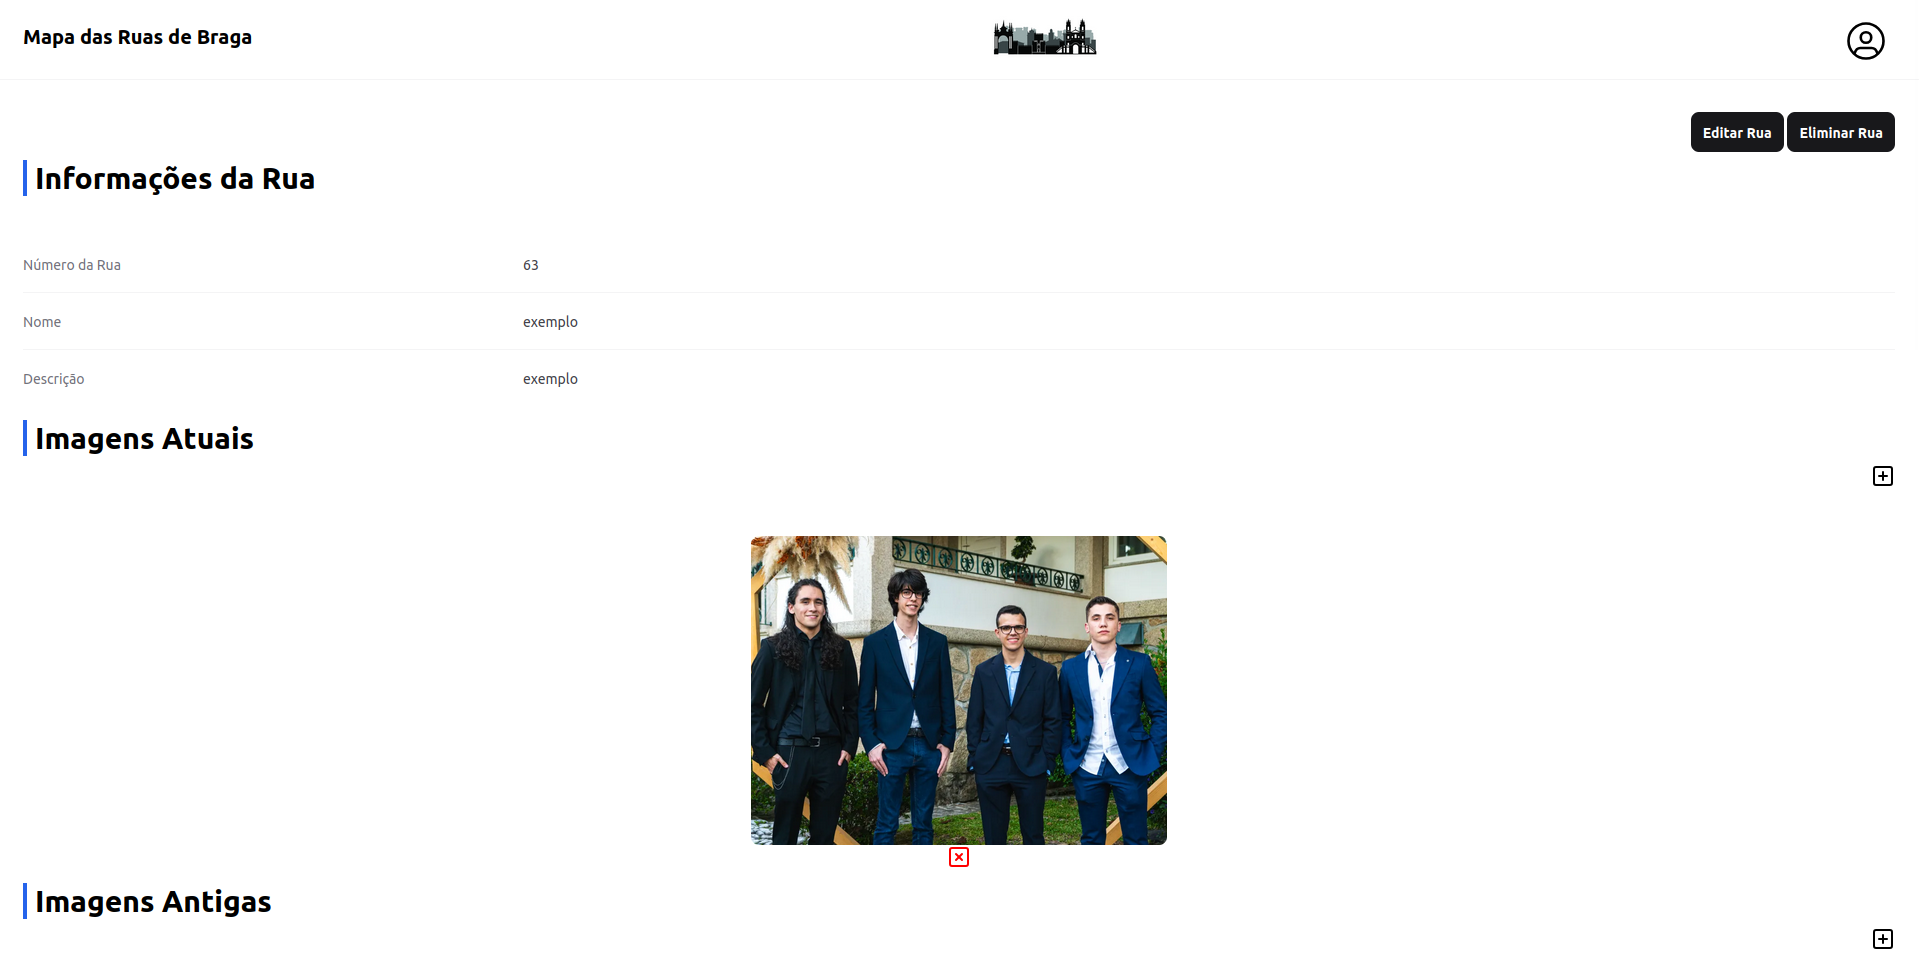 Mapa das Ruas de Braga
Editar Rua
Eliminar Rua
Informações da Rua
Número da Rua 63
Nome exemplo
Descrição exemplo
Imagens Atuais
Imagens Antigas